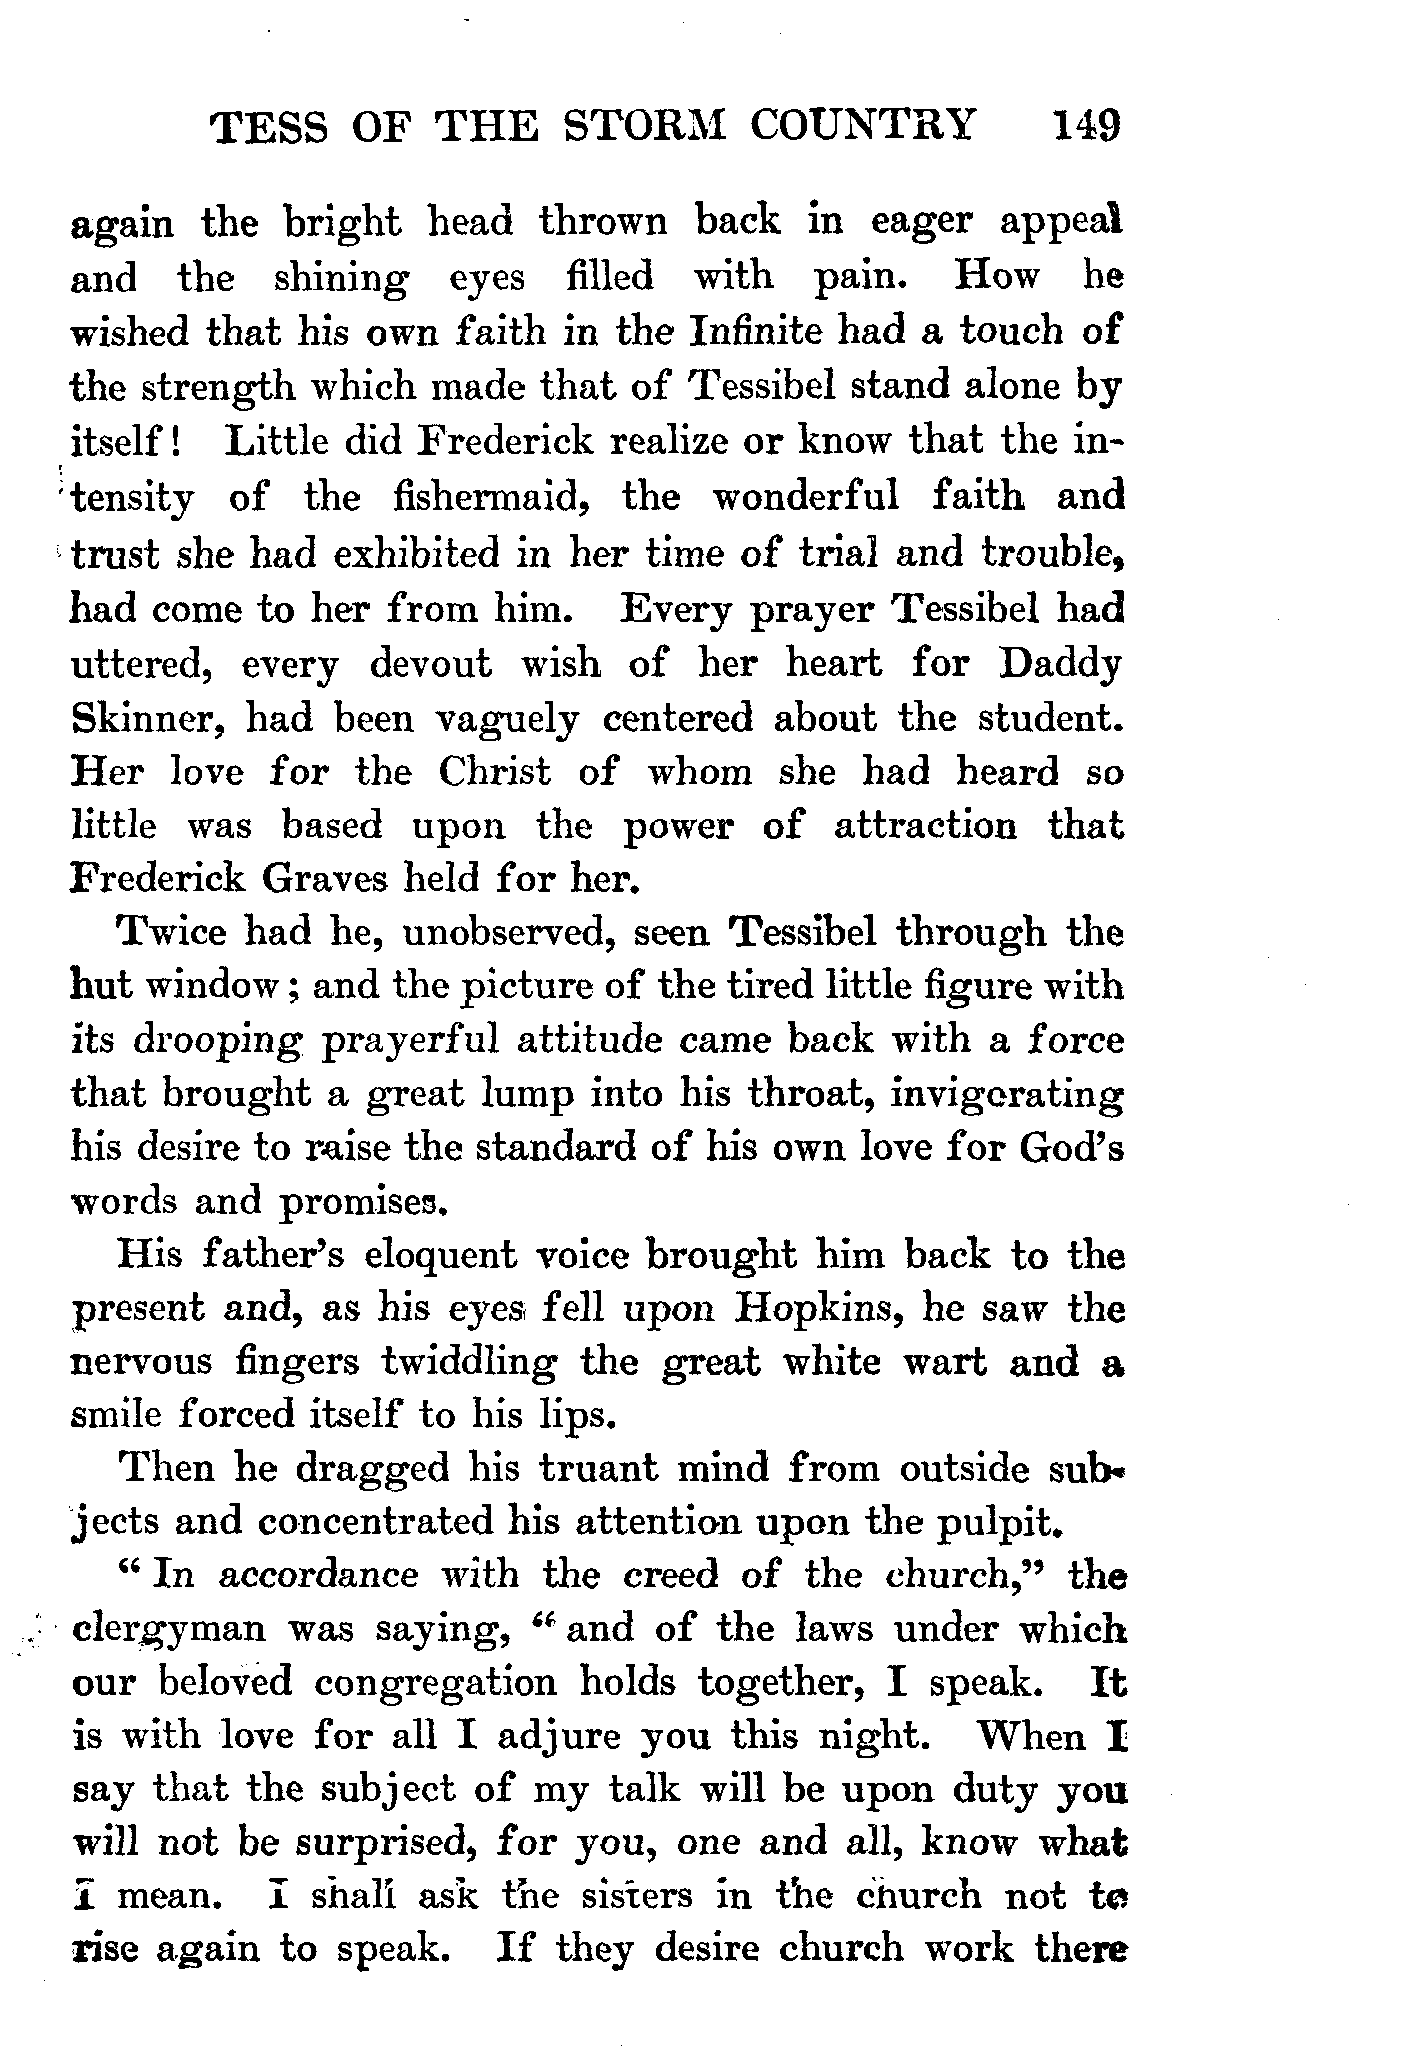 TESS OF THE STORM COUNTRY 149
again the bright head thrown back in eager appeal
and the shining eyes filled with pain. How he
wished that his own faith in the Infinite had a touch of
the strength which made that of Tessibel stand alone by
itself! Little did Frederick realize or know that the in-
tensity of the fishermaid, the wonderful faith and
trust she had exhibited in her time of trial and trouble,
had come to her from him. Every prayer Tessibel had
uttered, every devout wish of her heart for Daddy
Skinner, had been vaguely centered about the student.
Her love for the Christ of whom she had heard so
little was based upon the power of attraction that
Frederick Graves held for her.
Twice had he, unobserved, seen Tessibel through the
hut window; and the picture of the tired little figure with
its drooping prayerful attitude came back with a force
that brought a great lump into his throat, invigorating
his desire to raise the standard of his own love for God's
words and promises.
His father's eloquent voice brought him back to the
present and, as his eyes fell upon Hopkins, he saw the
nervous fingers twiddling the great white wart and a
smile forced itself to his lips.
Then he dragged his truant mind from outside sub-
jects and concentrated his attention upon the pulpit.
"In accordance with the creed of the church," the
clergyman was saying, "and of the laws under which
our beloved congregation holds together, I speak. It
is with love for all I adjure you this night. When I
say that the subject of my talk will be upon duty you
will not be surprised, for you, one and all, know what
I mean. I shall ask the sisters in the church not to
rise again to speak. If they desire church work there